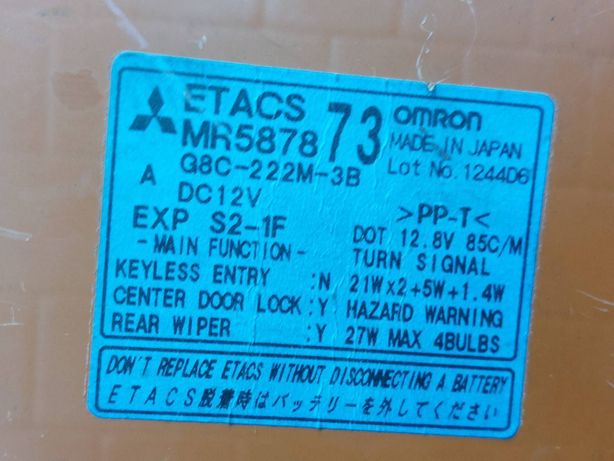 ETACS 73 OMRON
MR5878 MADE IN JAPAN
A G8C-222M-3B Lot No. 1244D6
DC12V
EXP S2-1F >PP-T<
-MAIN FUNCTION- DOT 12.8V 85C/M
KEYLESS ENTRY :N TURN SIGNAL
CENTER DOOR LOCK :Y 21W×2+5W+1.4W
REAR WIPER :Y HAZARD WARNING
27W MAX 4BULBS
DON'T REPLACE ETACS WITHOUT DISCONNECTING A BATTERY
ETACS脱着時はバッテリーを外してください